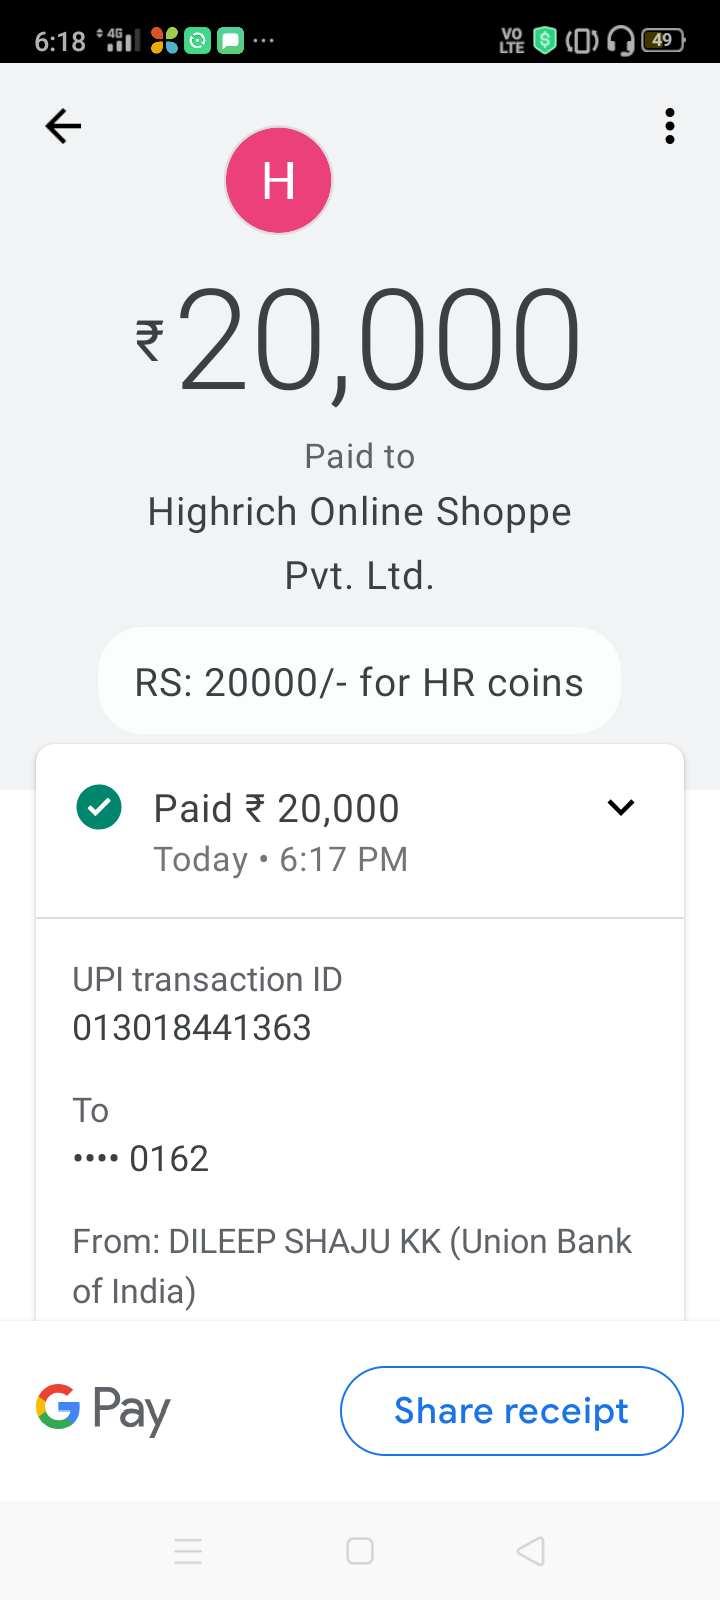 6:18 4G VO LTE 49
H
₹20,000
Paid to
Highrich Online Shoppe
Pvt. Ltd.
RS: 20000/- for HR coins
Paid ₹ 20,000
Today • 6:17 PM
UPI transaction ID
013018441363
To
•••• 0162
From: DILEEP SHAJU KK (Union Bank
of India)
G Pay
Share receipt